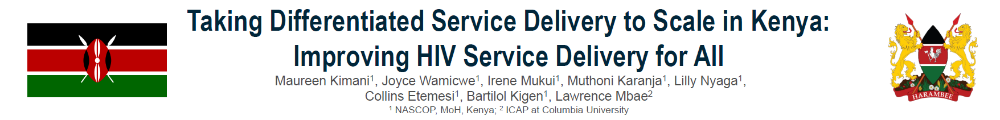 Taking Differentiated Service Delivery to Scale in Kenya:
Improving HIV Service Delivery for All
Maureen Kimani¹, Joyce Wamicwe¹, Irene Mukui¹, Muthoni Karanja¹, Lilly Nyaga¹,
Collins Etemesi¹, Bartilol Kigen¹, Lawrence Mbae²
¹ NASCOP, MoH, Kenya; ² ICAP at Columbia University
HARAMBEE